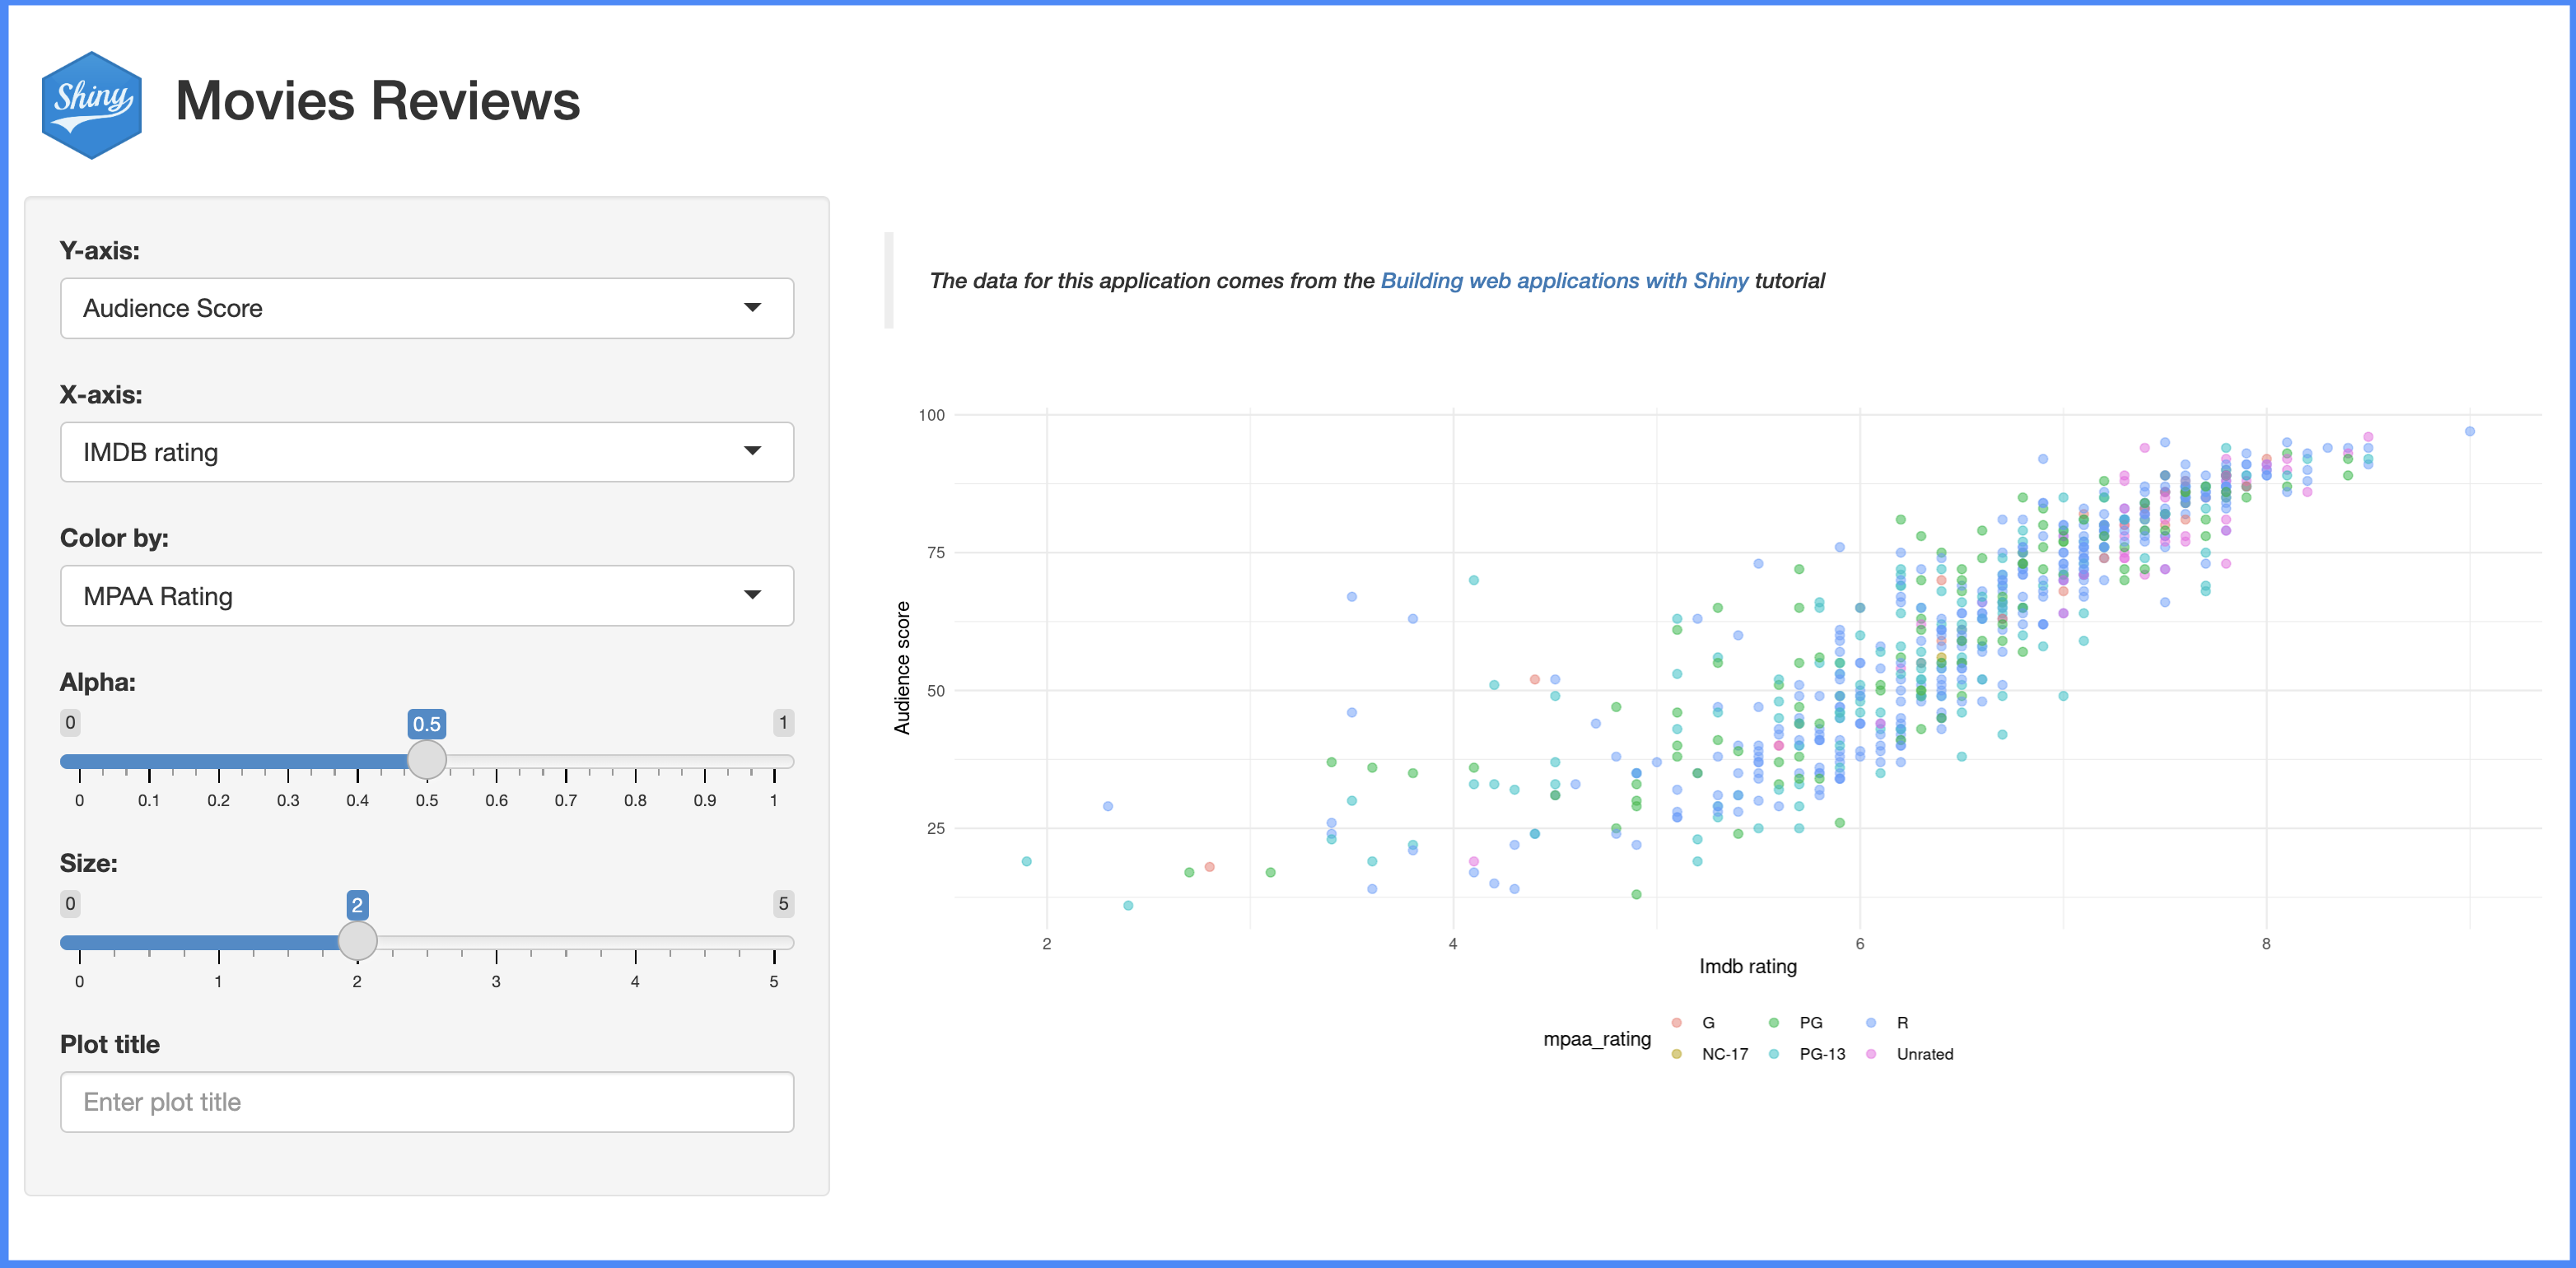 Shiny
Movies Reviews
Y-axis:
Audience Score
X-axis:
IMDB rating
Color by:
MPAA Rating
Alpha:
0 0.5 1
0 0.1 0.2 0.3 0.4 0.5 0.6 0.7 0.8 0.9 1
Size:
0 2 5
0 1 2 3 4 5
Plot title
Enter plot title
The data for this application comes from the Building web applications with Shiny tutorial
Audience score
100
75
50
25
2 4 6 8
Imdb rating
mpaa_rating
G PG R
NC-17 PG-13 Unrated